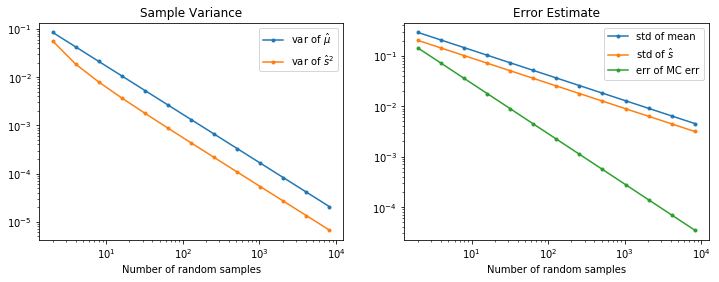 Sample Variance
10⁻¹
10⁻²
10⁻³
10⁻⁴
10⁻⁵
var of μ̂
var of ŝ²
10¹
10²
10³
10⁴
Number of random samples
Error Estimate
10⁻¹
10⁻²
10⁻³
10⁻⁴
std of mean
std of ŝ
err of MC err
10¹
10²
10³
10⁴
Number of random samples